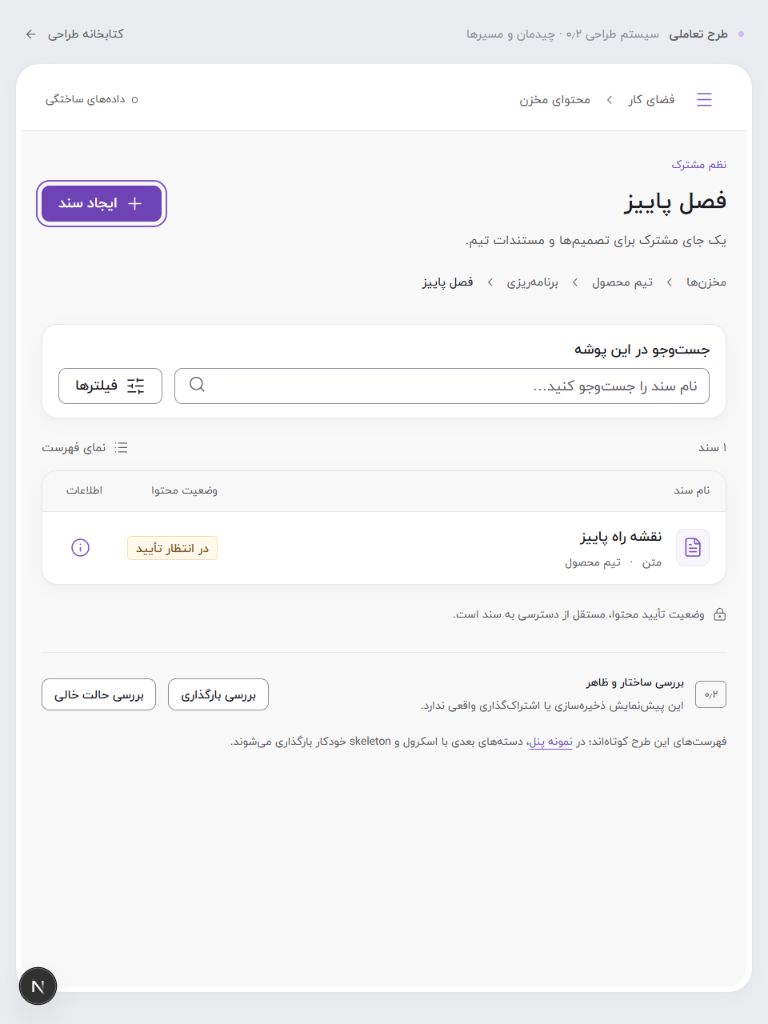 طرح تعاملی سیستم طراحی ۰٫۲ · چیدمان و مسیرها
کتابخانه طراحی
فضای کار
محتوای مخزن
داده‌های ساختگی
نظم مشترک
فصل پاییز
ایجاد سند
یک جای مشترک برای تصمیم‌ها و مستندات تیم.
مخزن‌ها
تیم محصول
برنامه‌ریزی
فصل پاییز
جست‌وجو در این پوشه
نام سند را جست‌وجو کنید...
فیلترها
۱ سند
نمای فهرست
نام سند
وضعیت محتوا
اطلاعات
نقشه راه پاییز
در انتظار تأیید
متن · تیم محصول
وضعیت تأیید محتوا، مستقل از دسترسی به سند است.
۰٫۲
بررسی ساختار و ظاهر
این پیش‌نمایش ذخیره‌سازی یا اشتراک‌گذاری واقعی ندارد.
بررسی بارگذاری
بررسی حالت خالی
فهرست‌های این طرح کوتاه‌اند؛ در نمونه پنل، دسته‌های بعدی با اسکرول و skeleton خودکار بارگذاری می‌شوند.
N